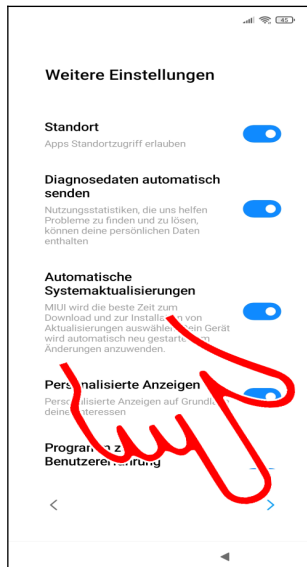 45
Weitere Einstellungen
Standort
Apps Standortzugriff erlauben
Diagnosedaten automatisch
senden
Nutzungsstatistiken, die uns helfen
Probleme zu finden und zu lösen,
können deine persönlichen Daten
enthalten
Automatische
Systemaktualisierungen
MIUI wird die beste Zeit zum
Download und zur Installation von
Aktualisierungen auswählen. Dein Gerät
wird automatisch neu gestartet, um
Änderungen anzuwenden.
Personalisierte Anzeigen
Personalisierte Anzeigen auf Grundlage
deiner Interessen
Programm z
Benutzererfahrung